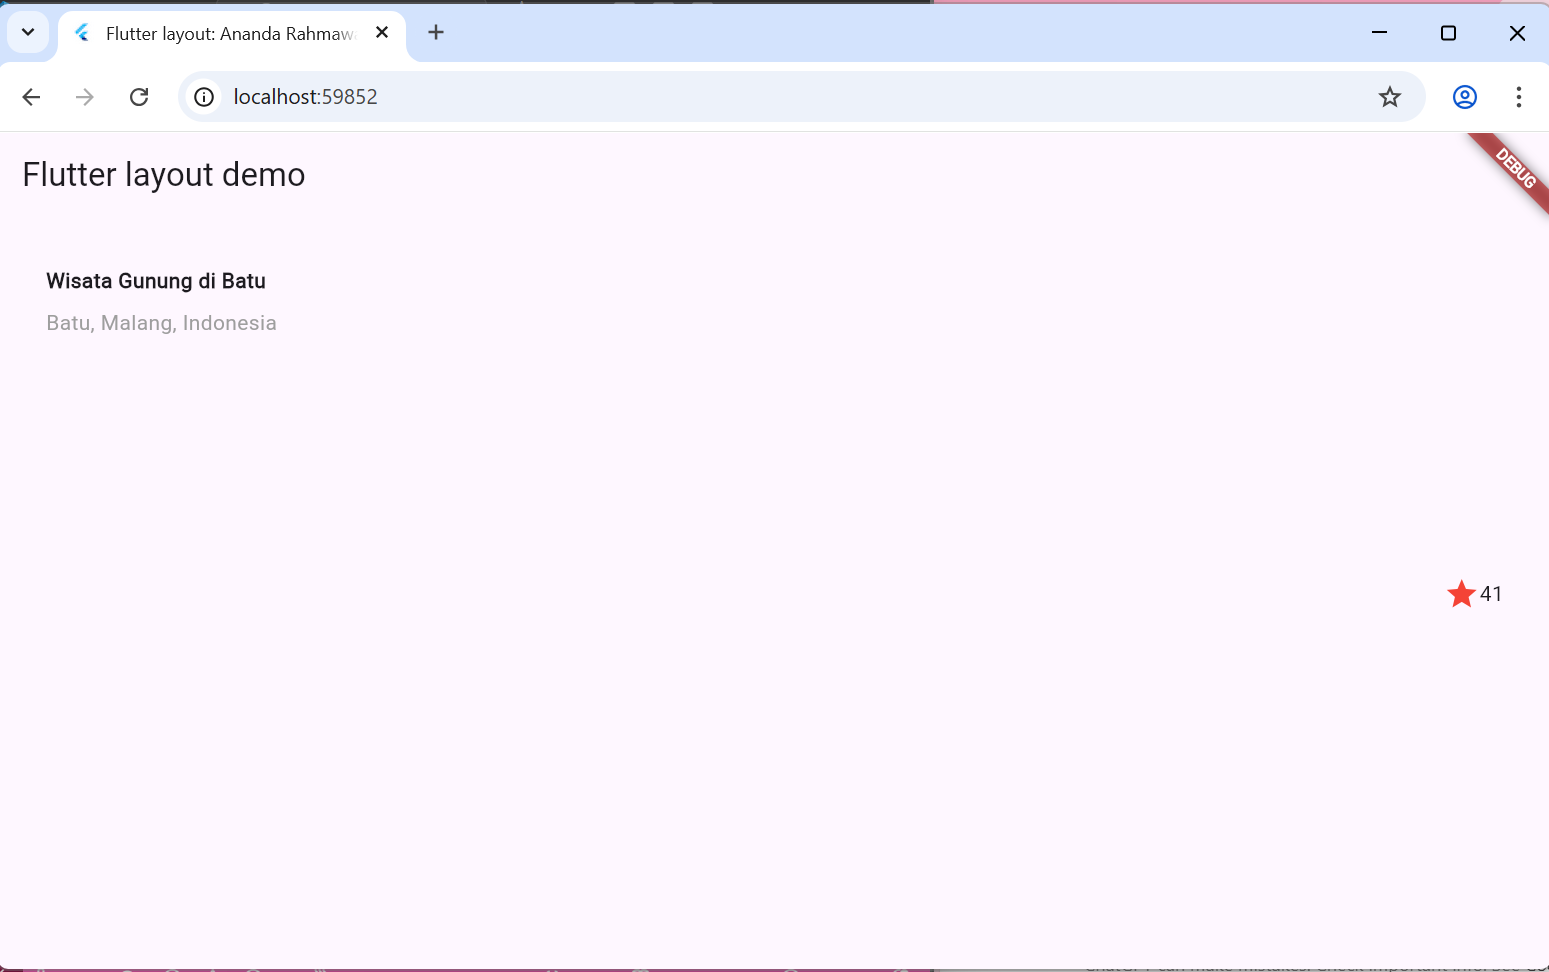 Flutter layout: Ananda Rahmaw
localhost:59852
Flutter layout demo
DEBUG
Wisata Gunung di Batu
Batu, Malang, Indonesia
41